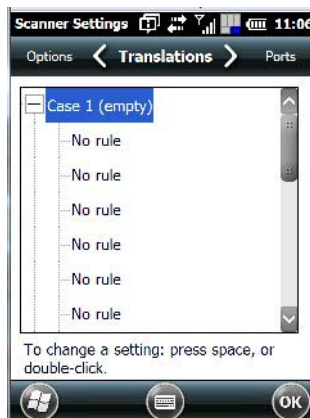 Scanner Settings 11:06
Options Translations Ports
Case 1 (empty)
No rule
No rule
No rule
No rule
No rule
No rule
To change a setting: press space, or
double-click.
OK